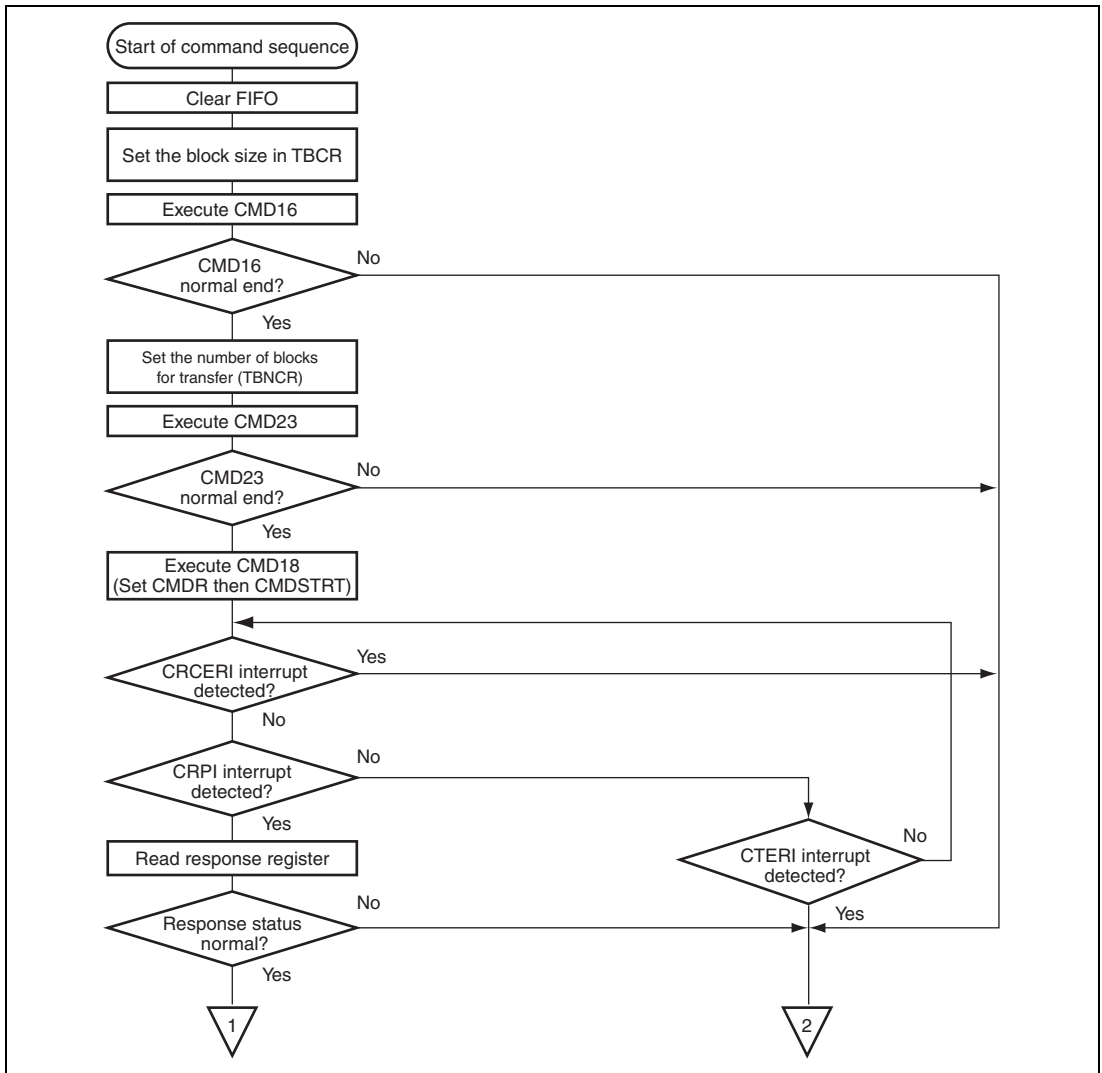 Start of command sequence
Clear FIFO
Set the block size in TBCR
Execute CMD16
CMD16
normal end?
No
Yes
Set the number of blocks
for transfer (TBNCR)
Execute CMD23
CMD23
normal end?
No
Yes
Execute CMD18
(Set CMDR then CMDSTRT)
CRCERI interrupt
detected?
Yes
No
CRPI interrupt
detected?
No
Yes
CTERI interrupt
detected?
No
Yes
Read response register
Response status
normal?
No
Yes
1
2